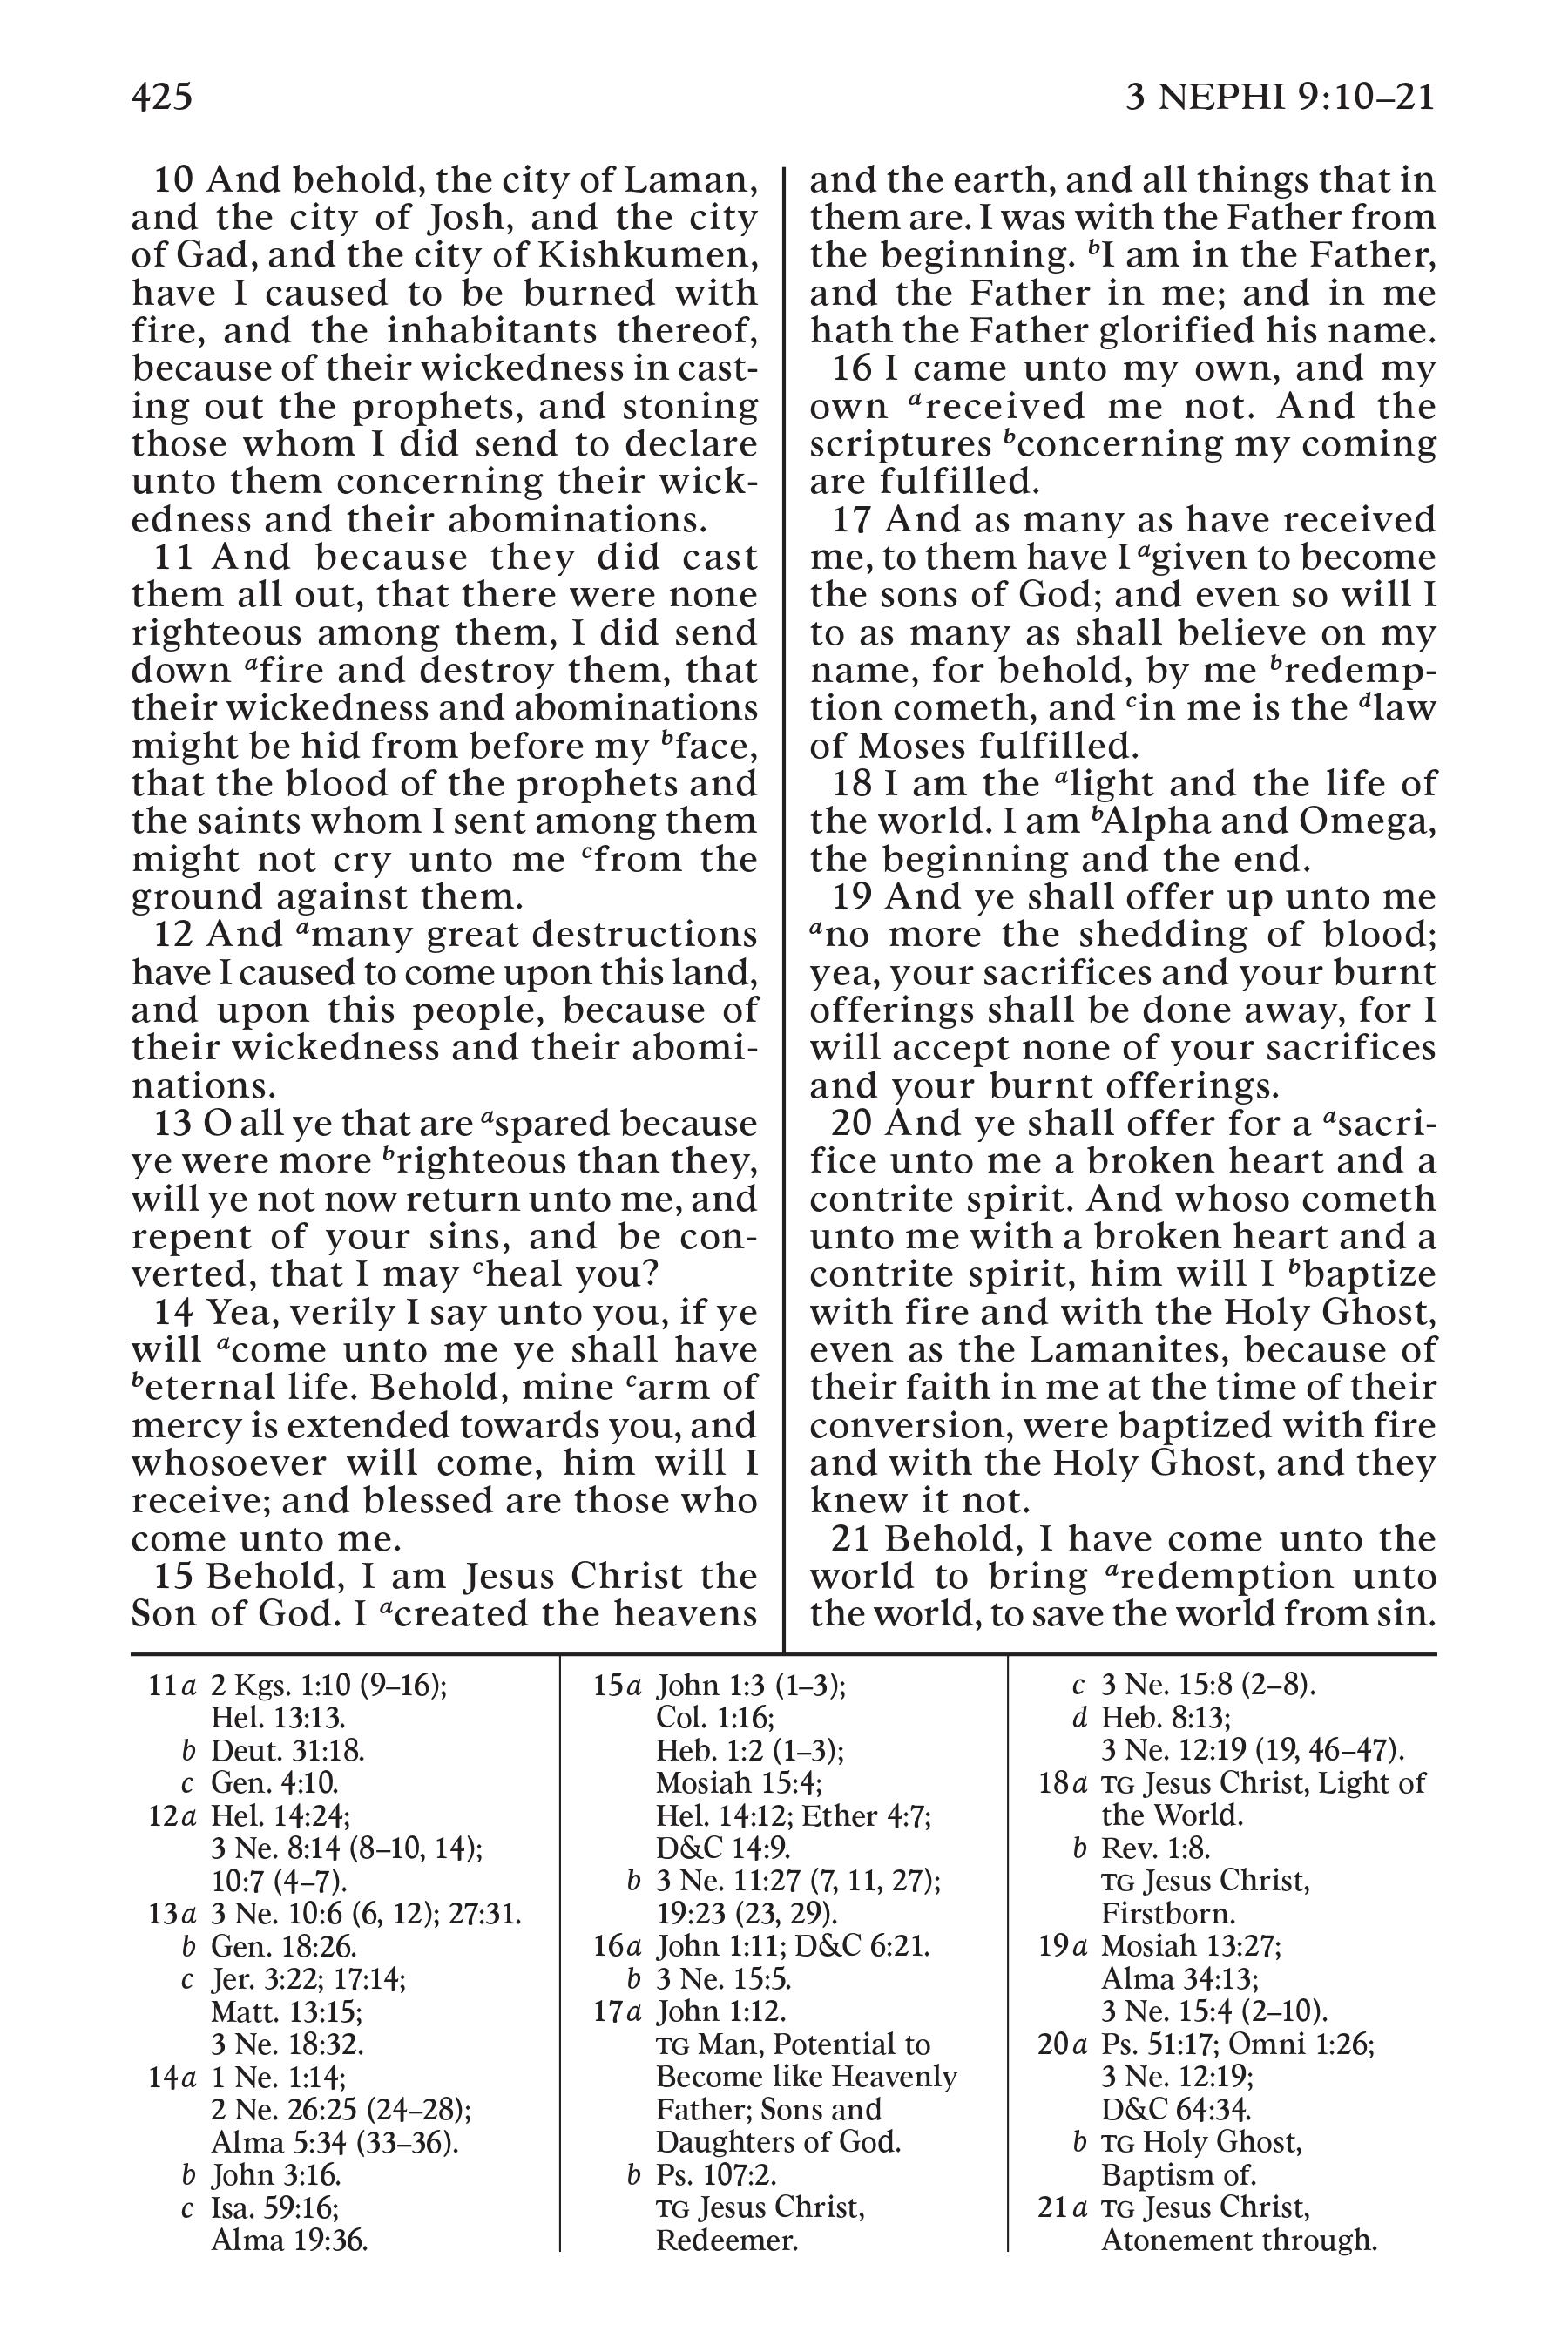 425
3 NEPHI 9:10–21
10 And behold, the city of Laman,
and the city of Josh, and the city
of Gad, and the city of Kishkumen,
have I caused to be burned with
fire, and the inhabitants thereof,
because of their wickedness in cast-
ing out the prophets, and stoning
those whom I did send to declare
unto them concerning their wick-
edness and their abominations.
11 And because they did cast
them all out, that there were none
righteous among them, I did send
down afire and destroy them, that
their wickedness and abominations
might be hid from before my bface,
that the blood of the prophets and
the saints whom I sent among them
might not cry unto me cfrom the
ground against them.
12 And amany great destructions
have I caused to come upon this land,
and upon this people, because of
their wickedness and their abomi-
nations.
13 O all ye that are aspared because
ye were more brighteous than they,
will ye not now return unto me, and
repent of your sins, and be con-
verted, that I may cheal you?
14 Yea, verily I say unto you, if ye
will acome unto me ye shall have
beternal life. Behold, mine carm of
mercy is extended towards you, and
whosoever will come, him will I
receive; and blessed are those who
come unto me.
15 Behold, I am Jesus Christ the
Son of God. I acreated the heavens
and the earth, and all things that in
them are. I was with the Father from
the beginning. bI am in the Father,
and the Father in me; and in me
hath the Father glorified his name.
16 I came unto my own, and my
own areceived me not. And the
scriptures bconcerning my coming
are fulfilled.
17 And as many as have received
me, to them have I agiven to become
the sons of God; and even so will I
to as many as shall believe on my
name, for behold, by me bredemp-
tion cometh, and cin me is the dlaw
of Moses fulfilled.
18 I am the alight and the life of
the world. I am bAlpha and Omega,
the beginning and the end.
19 And ye shall offer up unto me
ano more the shedding of blood;
yea, your sacrifices and your burnt
offerings shall be done away, for I
will accept none of your sacrifices
and your burnt offerings.
20 And ye shall offer for a asacri-
fice unto me a broken heart and a
contrite spirit. And whoso cometh
unto me with a broken heart and a
contrite spirit, him will I bbaptize
with fire and with the Holy Ghost,
even as the Lamanites, because of
their faith in me at the time of their
conversion, were baptized with fire
and with the Holy Ghost, and they
knew it not.
21 Behold, I have come unto the
world to bring aredemption unto
the world, to save the world from sin.
11a 2 Kgs. 1:10 (9–16);
Hel. 13:13.
b Deut. 31:18.
c Gen. 4:10.
12a Hel. 14:24;
3 Ne. 8:14 (8–10, 14);
10:7 (4–7).
13a 3 Ne. 10:6 (6, 12); 27:31.
b Gen. 18:26.
c Jer. 3:22; 17:14;
Matt. 13:15;
3 Ne. 18:32.
14a 1 Ne. 1:14;
2 Ne. 26:25 (24–28);
Alma 5:34 (33–36).
b John 3:16.
c Isa. 59:16;
Alma 19:36.
15a John 1:3 (1–3);
Col. 1:16;
Heb. 1:2 (1–3);
Mosiah 15:4;
Hel. 14:12; Ether 4:7;
D&C 14:9.
b 3 Ne. 11:27 (7, 11, 27);
19:23 (23, 29).
16a John 1:11; D&C 6:21.
b 3 Ne. 15:5.
17a John 1:12.
TG Man, Potential to
Become like Heavenly
Father; Sons and
Daughters of God.
b Ps. 107:2.
TG Jesus Christ,
Redeemer.
c 3 Ne. 15:8 (2–8).
d Heb. 8:13;
3 Ne. 12:19 (19, 46–47).
18a TG Jesus Christ, Light of
the World.
b Rev. 1:8.
TG Jesus Christ,
Firstborn.
19a Mosiah 13:27;
Alma 34:13;
3 Ne. 15:4 (2–10).
20a Ps. 51:17; Omni 1:26;
3 Ne. 12:19;
D&C 64:34.
b TG Holy Ghost,
Baptism of.
21a TG Jesus Christ,
Atonement through.